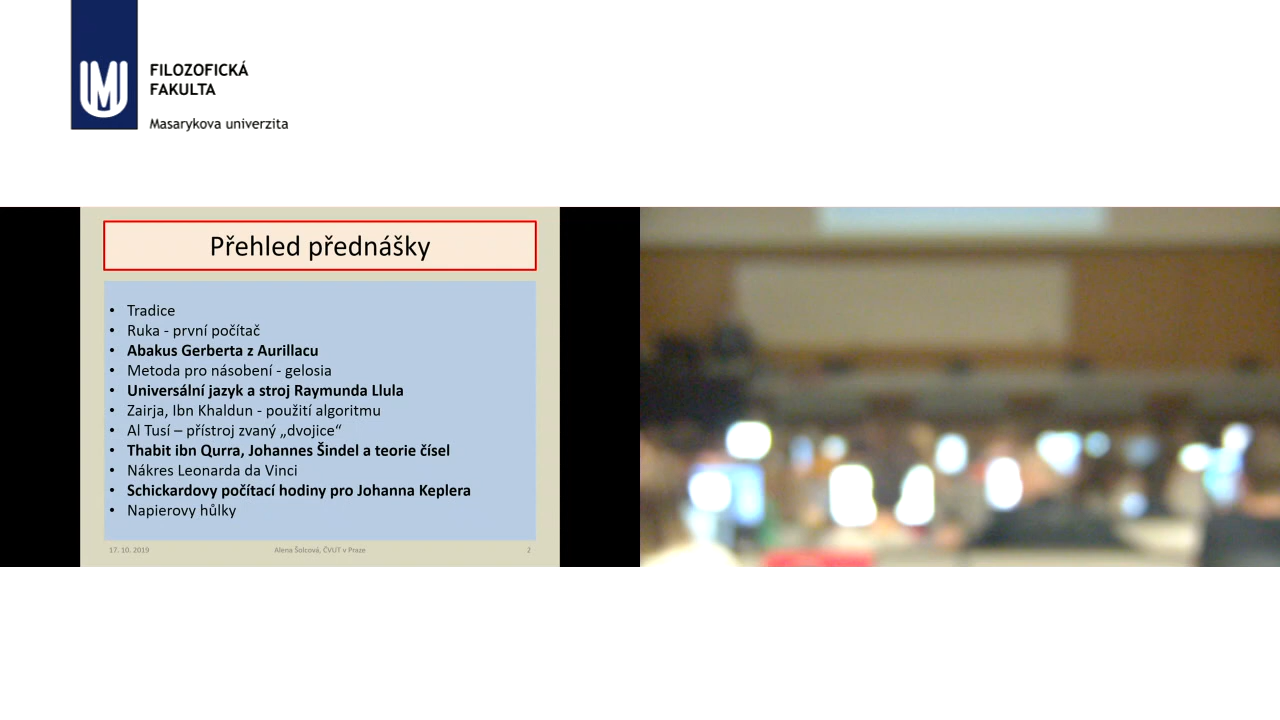 FILOZOFICKÁ
FAKULTA
Masarykova univerzita
Přehled přednášky
• Tradice
• Ruka - první počítač
• Abakus Gerberta z Aurillacu
• Metoda pro násobení - gelosia
• Universální jazyk a stroj Raymunda Llula
• Zairja, Ibn Khaldun - použití algoritmu
• Al Tusí – přístroj zvaný „dvojice“
• Thabit ibn Qurra, Johannes Šindel a teorie čísel
• Nákres Leonarda da Vinci
• Schickardovy počítací hodiny pro Johanna Keplera
• Napierovy hůlky
17. 10. 2019 Alena Šolcová, ČVUT v Praze 2